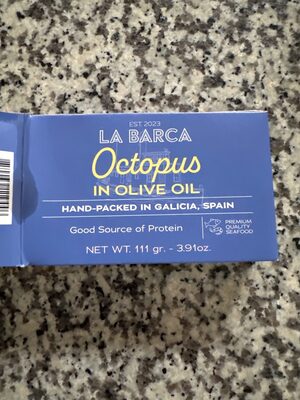 EST. 2023
LA BARCA
Octopus
IN OLIVE OIL
HAND-PACKED IN GALICIA, SPAIN
Good Source of Protein
PREMIUM
QUALITY
SEAFOOD
NET WT. 111 gr. - 3.91oz.